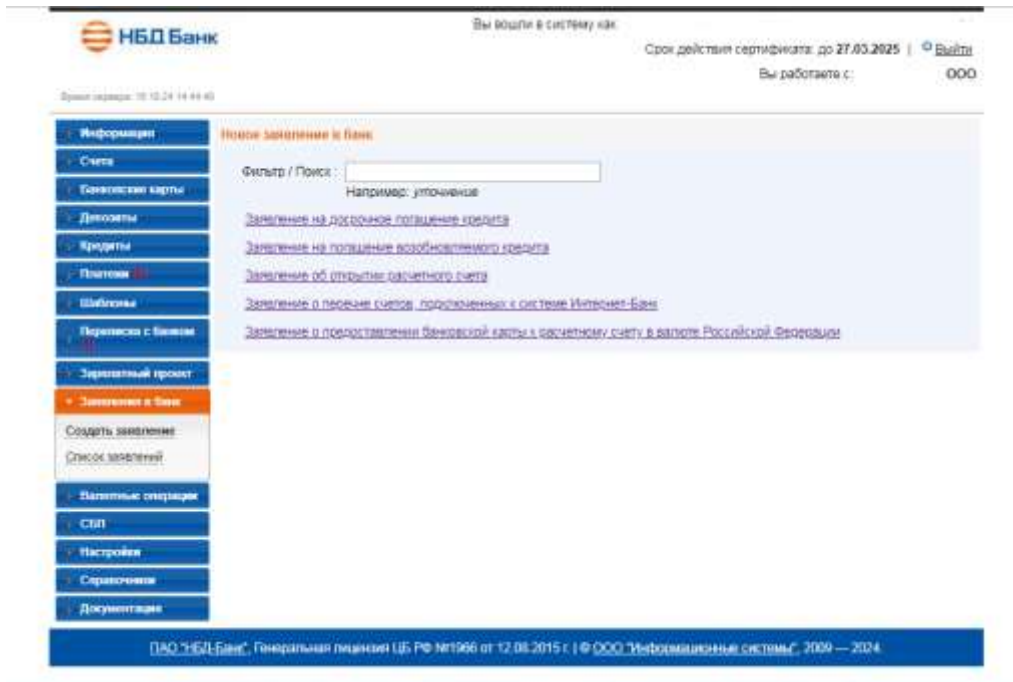 НБД Банк
Вы вошли в систему как:
Срок действия сертификата: до 27.03.2025 | Выйти
Вы работаете с: ООО
Время сервера:
Информация
Новое заявление в банк
Счета
Фильтр / Поиск :
Например: уточнение
Банковские карты
Депозиты
Заявление на досрочное погашение кредита
Кредиты
Заявление на погашение возобновляемого кредита
Платежи
Заявление об открытии расчетного счета
Шаблоны
Заявление о перечне счетов, подключенных к системе Интернет-Банк
Переписка с банком
Заявление о предоставлении банковской карты к расчетному счету в валюте Российской Федерации
Зарплатный проект
Заявления в банк
Создать заявление
Список заявлений
Валютные операции
СБП
Настройки
Справочники
Документация
ПАО "НБД-Банк", Генеральная лицензия ЦБ РФ №1966 от 12.08.2015 г. | © ООО "Информационные системы", 2009 — 2024